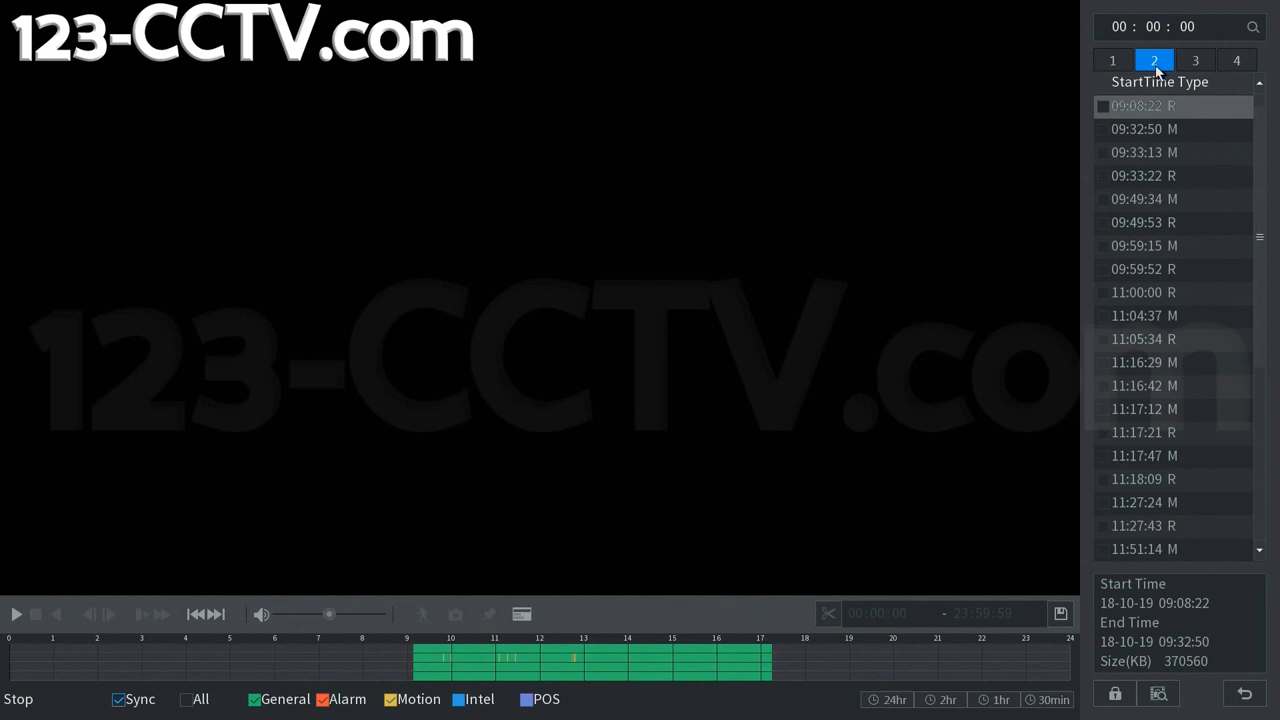 123-CCTV.com
00 : 00 : 00
1 2 3 4
StartTime Type
09:08:22 R
09:32:50 M
09:33:13 M
09:33:22 R
09:49:34 M
09:49:53 R
09:59:15 M
09:59:52 R
11:00:00 R
11:04:37 M
11:05:34 R
11:16:29 M
11:16:42 M
11:17:12 M
11:17:21 R
11:17:47 M
11:18:09 R
11:27:24 M
11:27:43 R
11:51:14 M
123-CCTV.com
Start Time
18-10-19 09:08:22
End Time
18-10-19 09:32:50
Size(KB) 370560
00:00:00 - 23:59:59
0 1 2 3 4 5 6 7 8 9 10 11 12 13 14 15 16 17 18 19 20 21 22 23 24
Stop Sync All General Alarm Motion Intel POS 24hr 2hr 1hr 30min